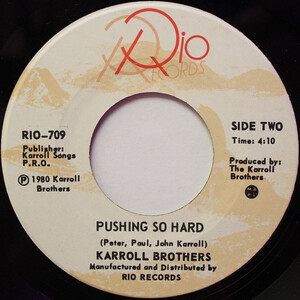 Rio
RECORDS
RIO-709
Publisher:
Karroll Songs
P.R.O.
℗ 1980 Karroll
Brothers
SIDE TWO
Time: 4:10
Produced by:
The Karroll
Brothers
PUSHING SO HARD
(Peter, Paul, John Karroll)
KARROLL BROTHERS
Manufactured and Distributed by
RIO RECORDS